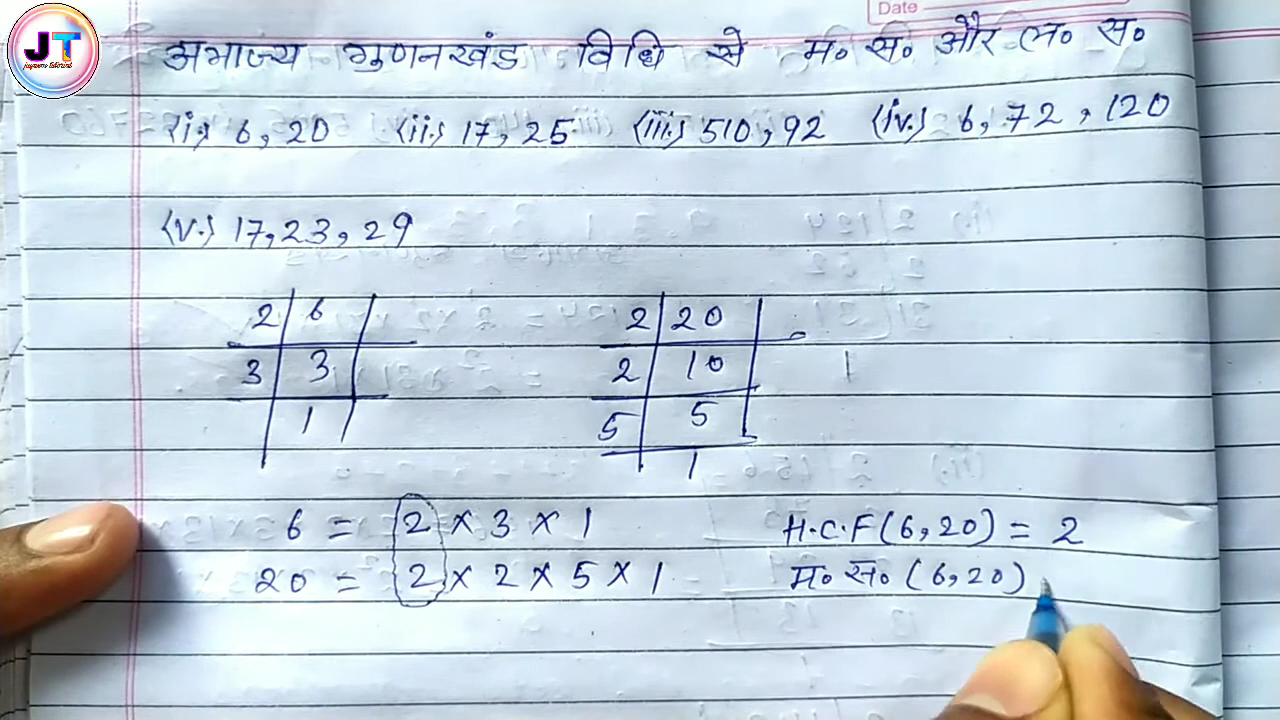 JT
Date
अभाज्य गुणनखंड विधि से म० स० और ल० स०
(i.) 6, 20 (ii.) 17, 25 (iii.) 510, 92 (iv.) 6, 72, 120
(v.) 17, 23, 29
2 6
3 3
1
2 20
2 10
5 5
1
6 = 2 × 3 × 1
20 = 2 × 2 × 5 × 1
H.C.F (6, 20) = 2
म० स० (6, 20)